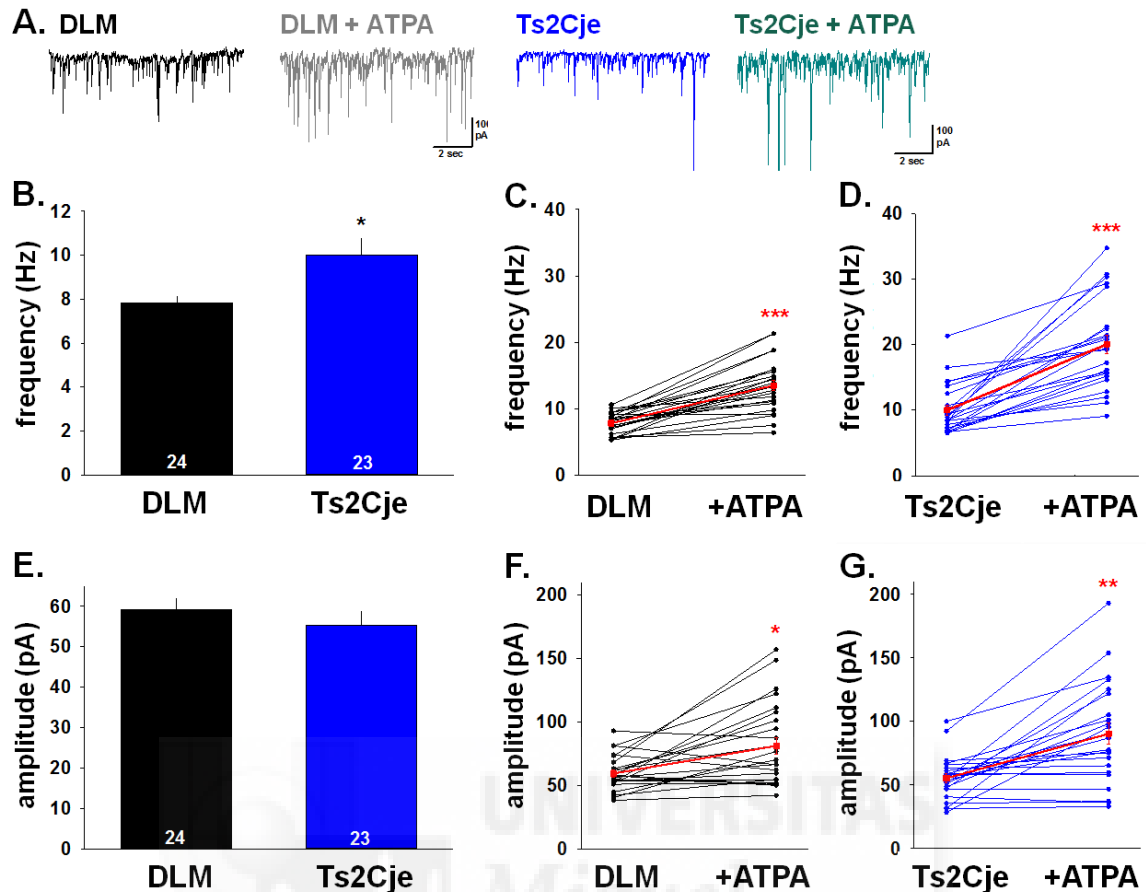 A. DLM
DLM + ATPA
Ts2Cje
Ts2Cje + ATPA
100
pA
2 sec
100
pA
2 sec
B.
frequency (Hz)
12
10
8
6
4
2
0
*
24
23
DLM
Ts2Cje
C.
frequency (Hz)
40
30
20
10
0
***
DLM
+ATPA
D.
frequency (Hz)
40
30
20
10
0
***
Ts2Cje
+ATPA
E.
amplitude (pA)
60
50
40
30
20
10
0
24
23
DLM
Ts2Cje
F.
amplitude (pA)
200
150
100
50
0
*
DLM
+ATPA
G.
amplitude (pA)
200
150
100
50
0
**
Ts2Cje
+ATPA
UNIVERSITAS
Miguel